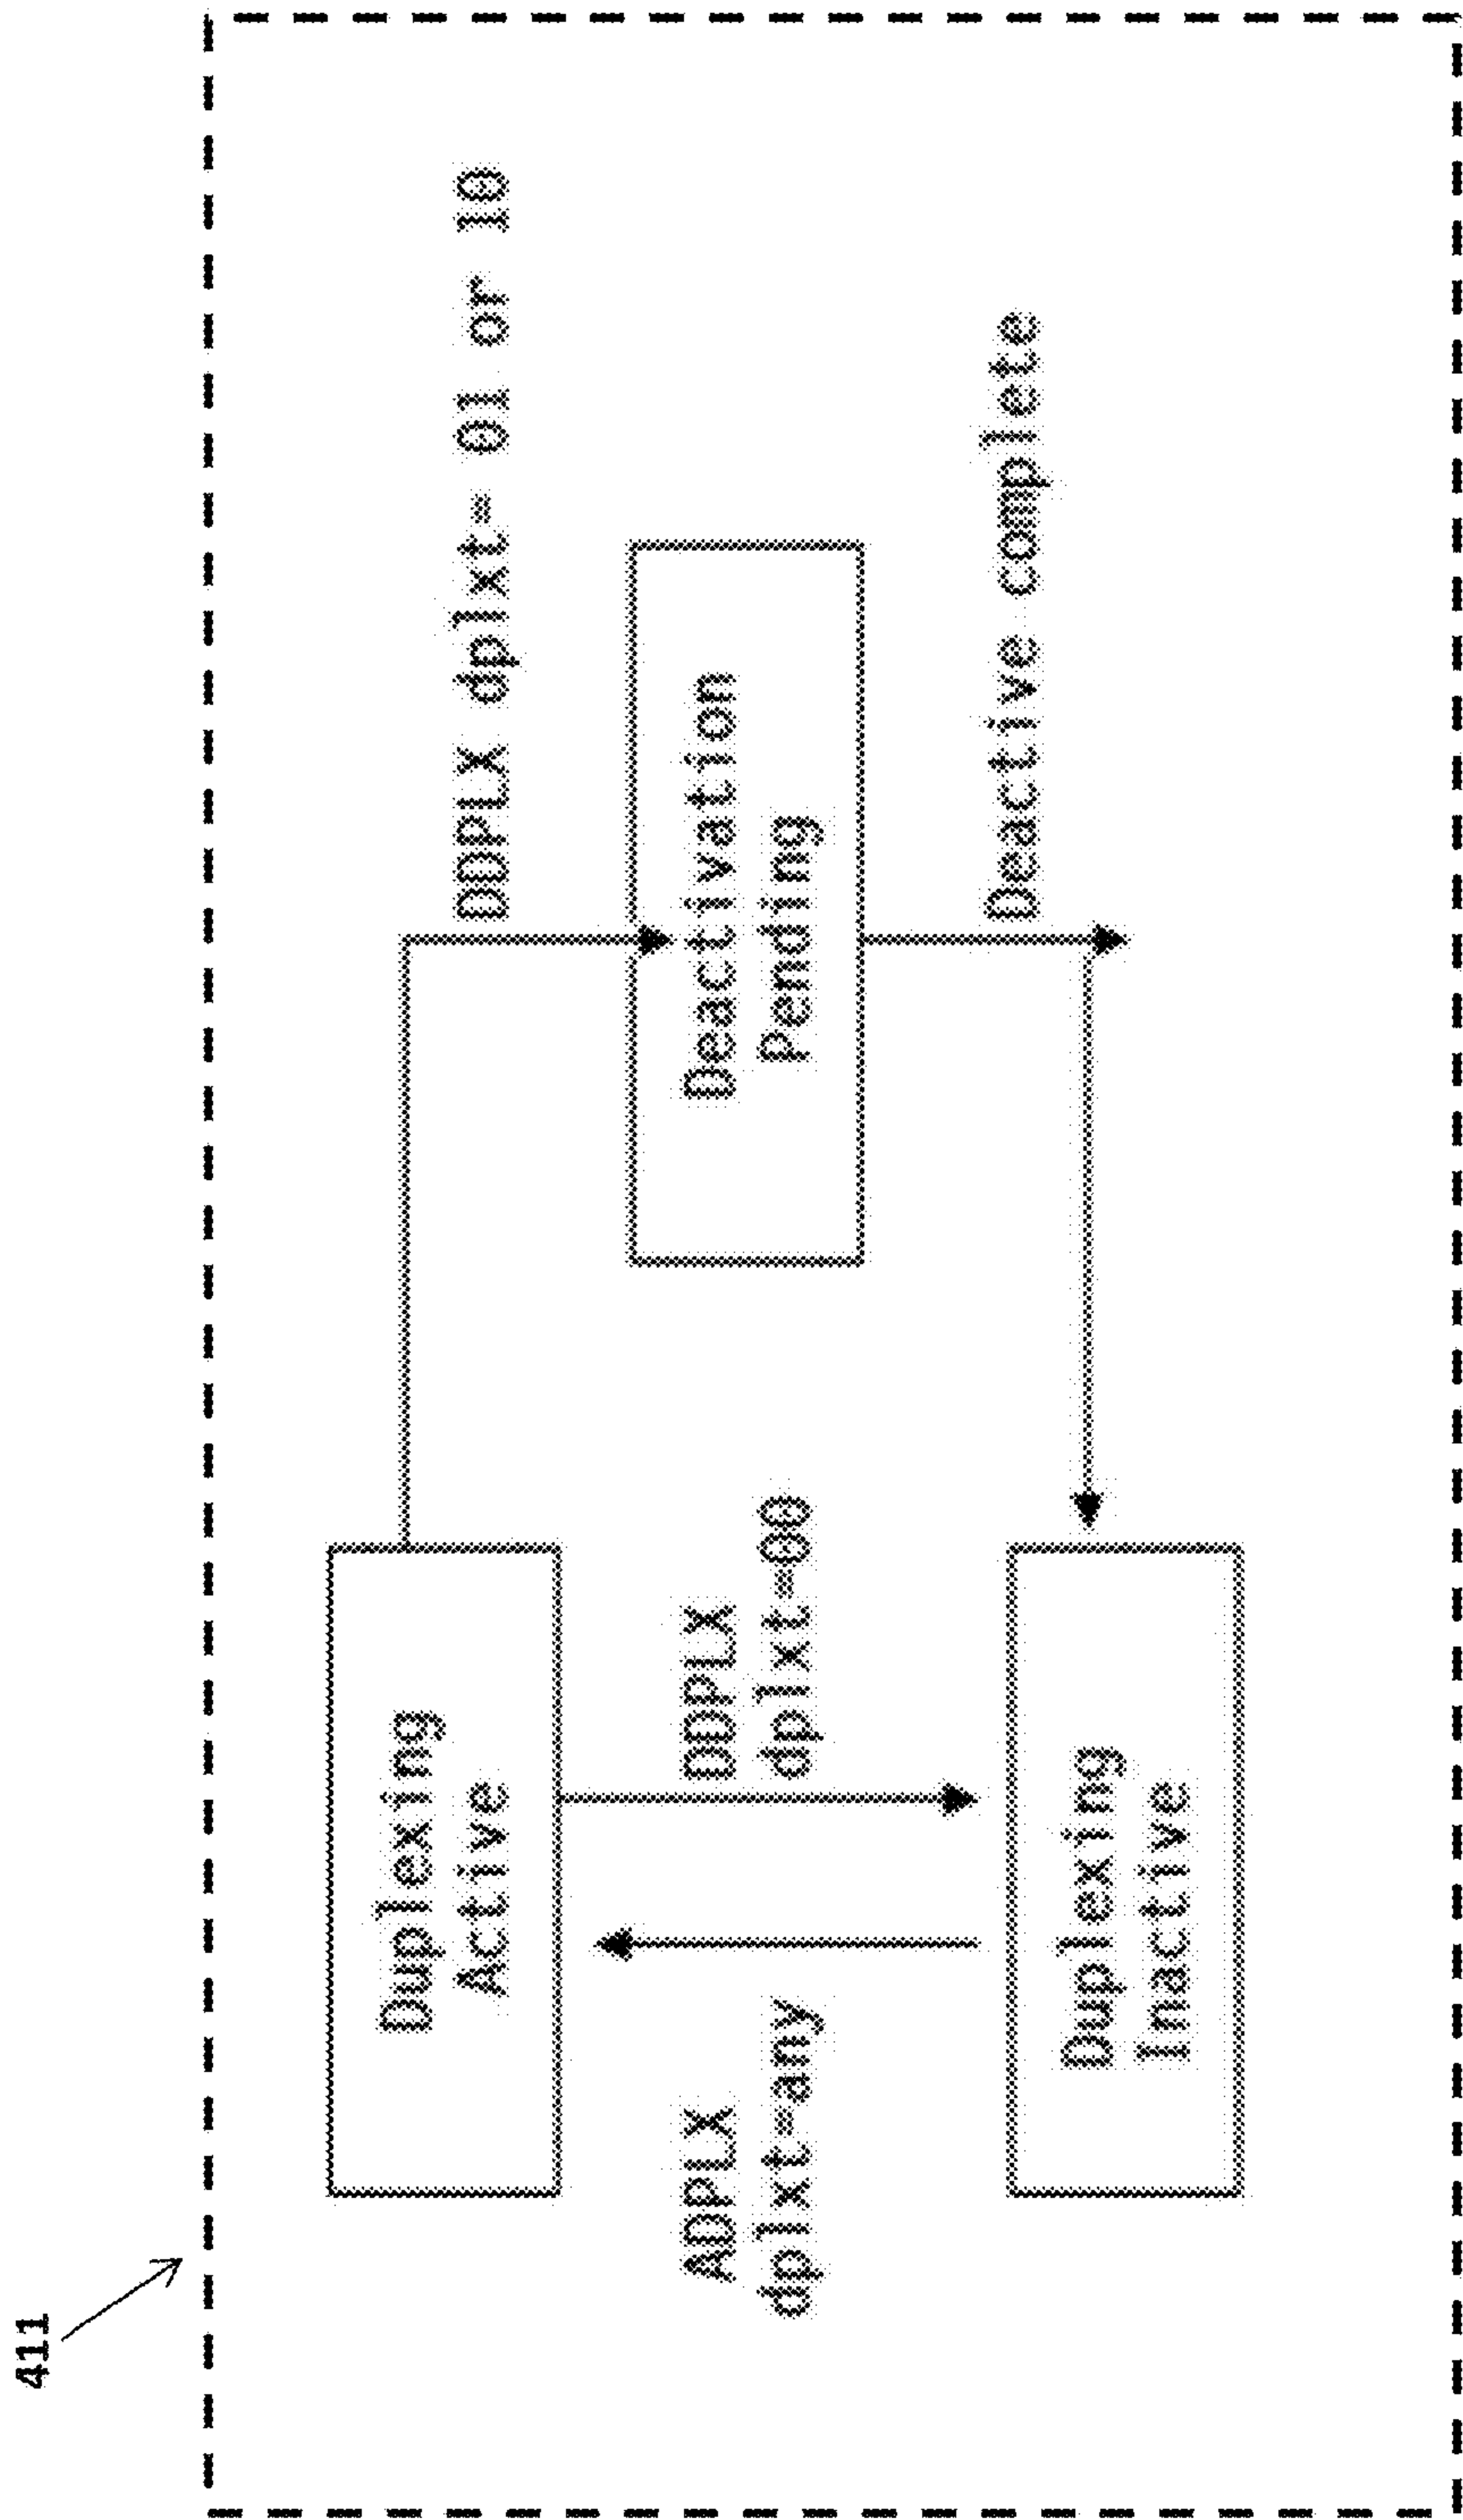 411
Duplexing
Active
DDPLX dplxt= 01 or 10
ADPLX
dplxt=any
DDPLX
dplxt=00
Deactivation
Pending
Deactive complete
Duplexing
Inactive